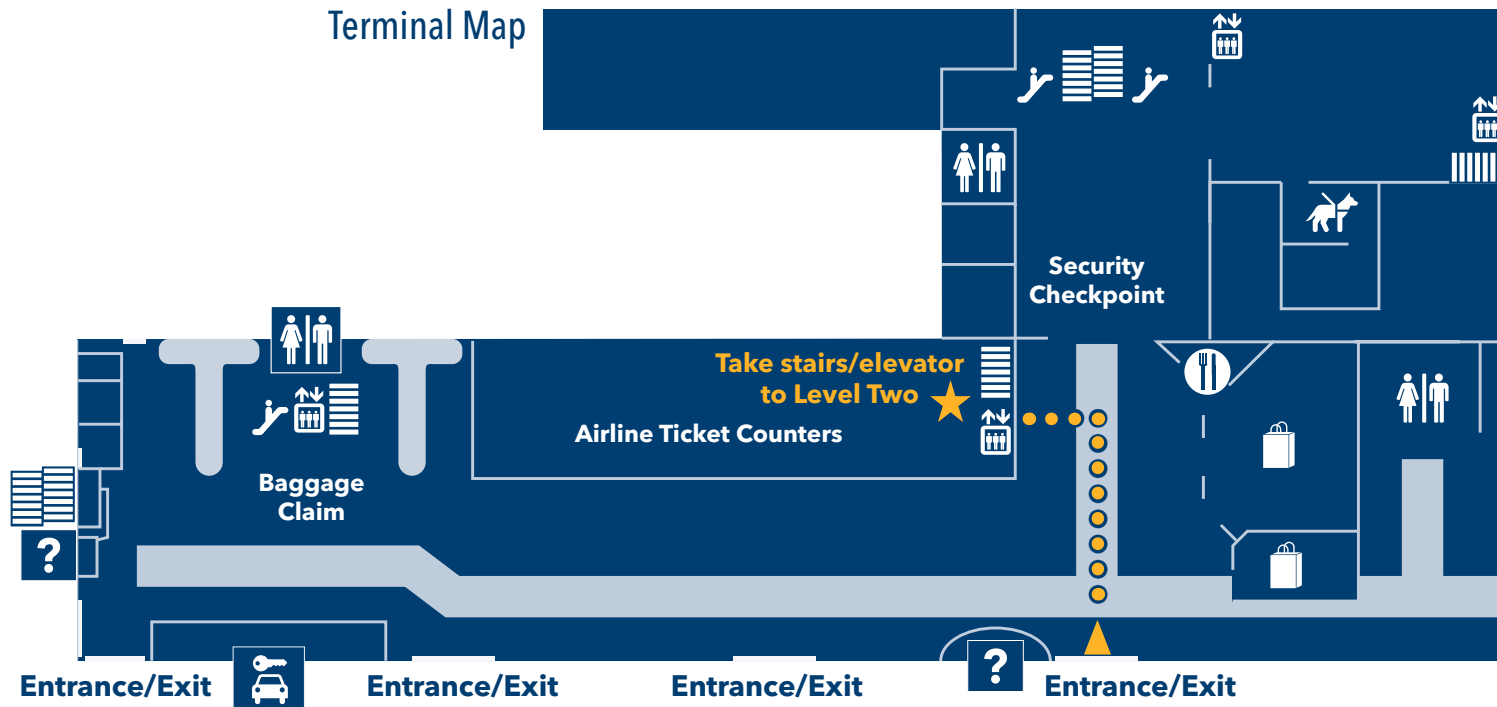 Terminal Map
Security
Checkpoint
Take stairs/elevator
to Level Two
Airline Ticket Counters
Baggage
Claim
?
?
Entrance/Exit
Entrance/Exit
Entrance/Exit
Entrance/Exit